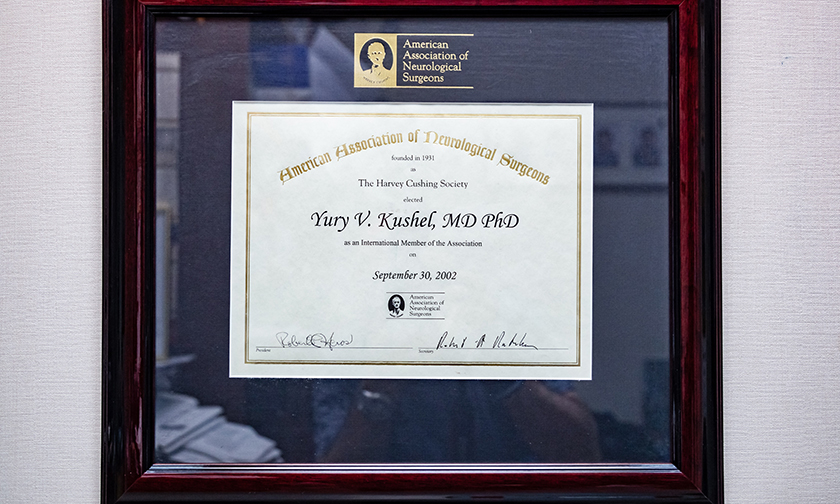 American
Association of
Neurological
Surgeons
American Association of Neurological Surgeons
founded in 1931
as
The Harvey Cushing Society
elected
Yury V. Kushel, MD PhD
as an International Member of the Association
on
September 30, 2002
American
Association of
Neurological
Surgeons
President
Secretary